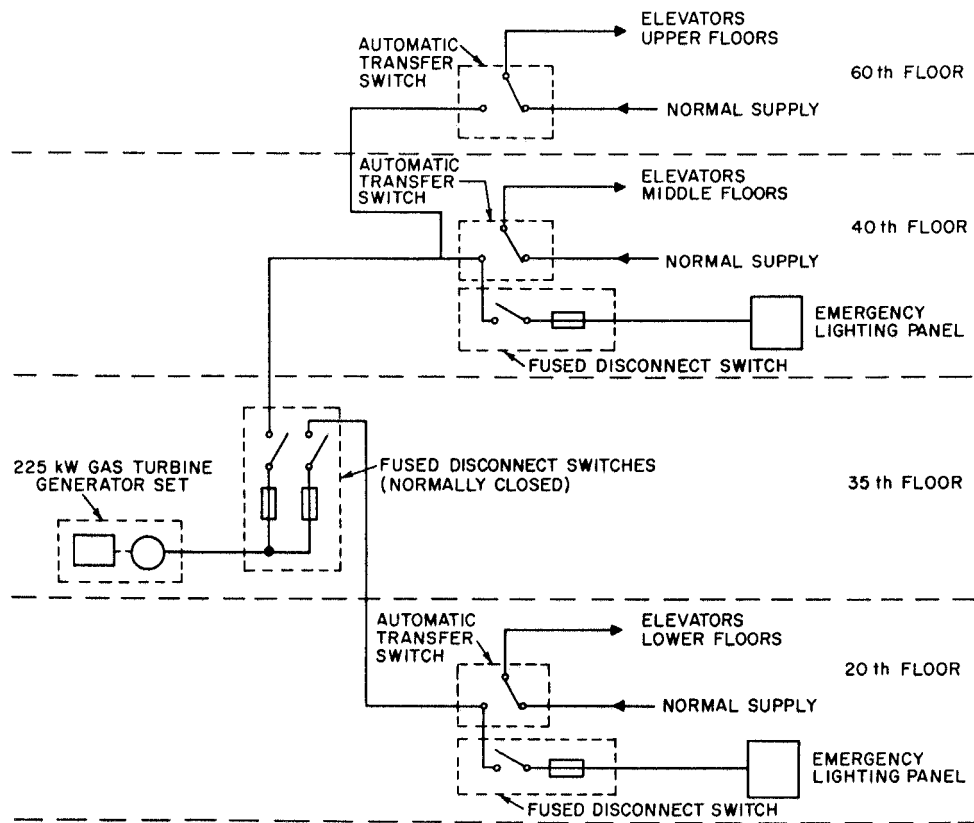 ELEVATORS
UPPER FLOORS
AUTOMATIC
TRANSFER
SWITCH
60 th FLOOR
NORMAL SUPPLY
AUTOMATIC
TRANSFER
SWITCH
ELEVATORS
MIDDLE FLOORS
40 th FLOOR
NORMAL SUPPLY
EMERGENCY
LIGHTING PANEL
FUSED DISCONNECT SWITCH
225 kW GAS TURBINE
GENERATOR SET
FUSED DISCONNECT SWITCHES
(NORMALLY CLOSED)
35 th FLOOR
AUTOMATIC
TRANSFER
SWITCH
ELEVATORS
LOWER FLOORS
20 th FLOOR
NORMAL SUPPLY
EMERGENCY
LIGHTING PANEL
FUSED DISCONNECT SWITCH